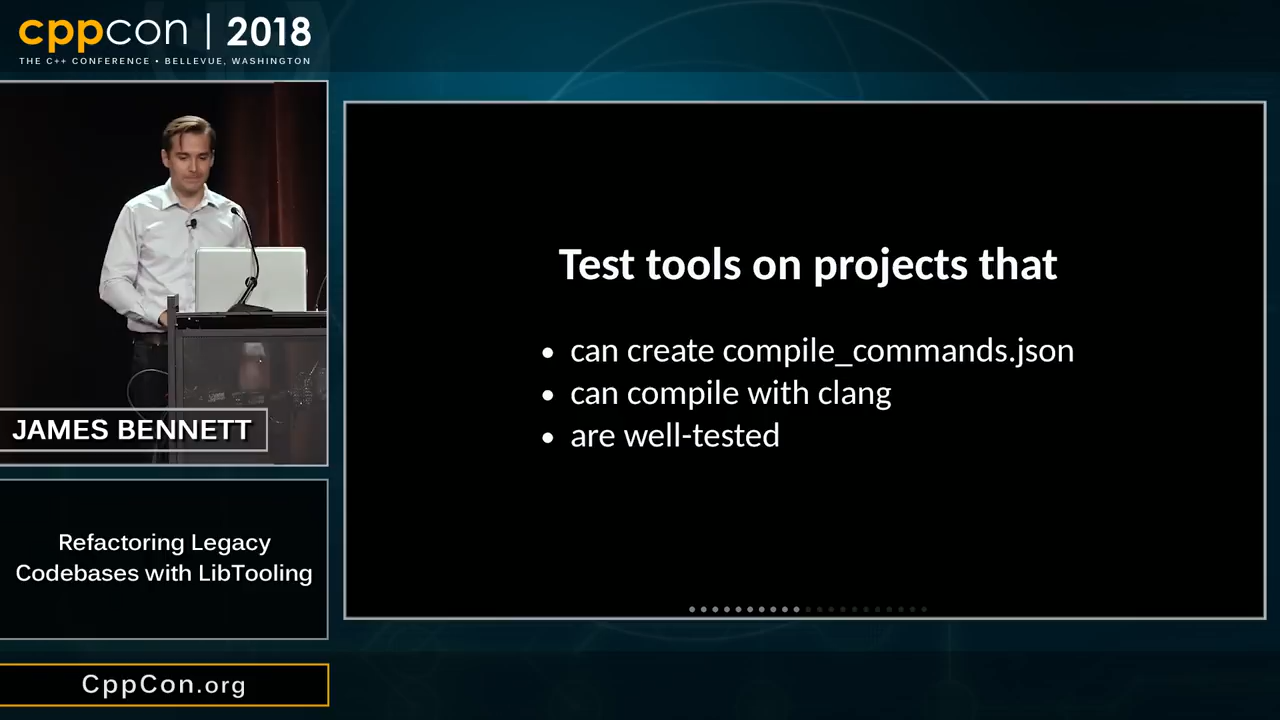 cppcon | 2018
THE C++ CONFERENCE • BELLEVUE, WASHINGTON
JAMES BENNETT
Refactoring Legacy
Codebases with LibTooling
CppCon.org
Test tools on projects that
• can create compile_commands.json
• can compile with clang
• are well-tested